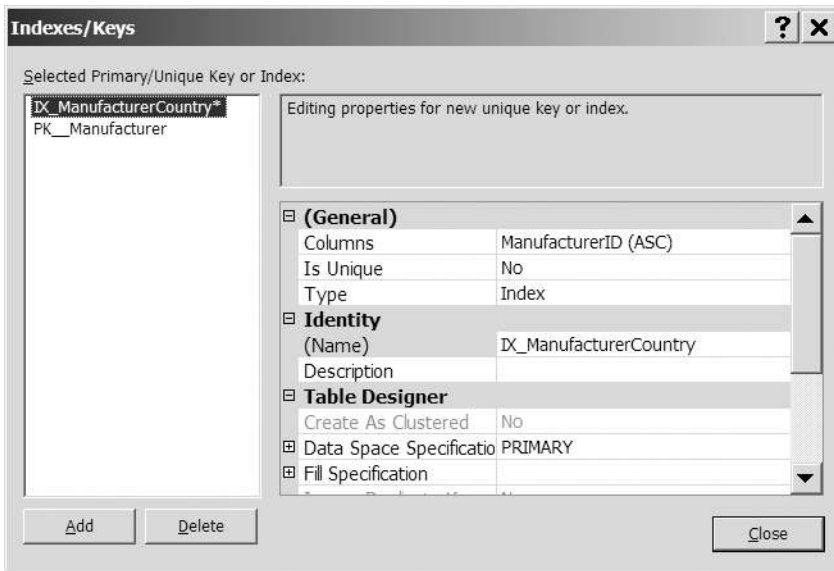 Indexes/Keys
Selected Primary/Unique Key or Index:
IX_ManufacturerCountry*
PK__Manufacturer
Editing properties for new unique key or index.
(General)
Columns ManufacturerID (ASC)
Is Unique No
Type Index
Identity
(Name) IX_ManufacturerCountry
Description
Table Designer
Create As Clustered No
Data Space Specificatio PRIMARY
Fill Specification
Add Delete
Close